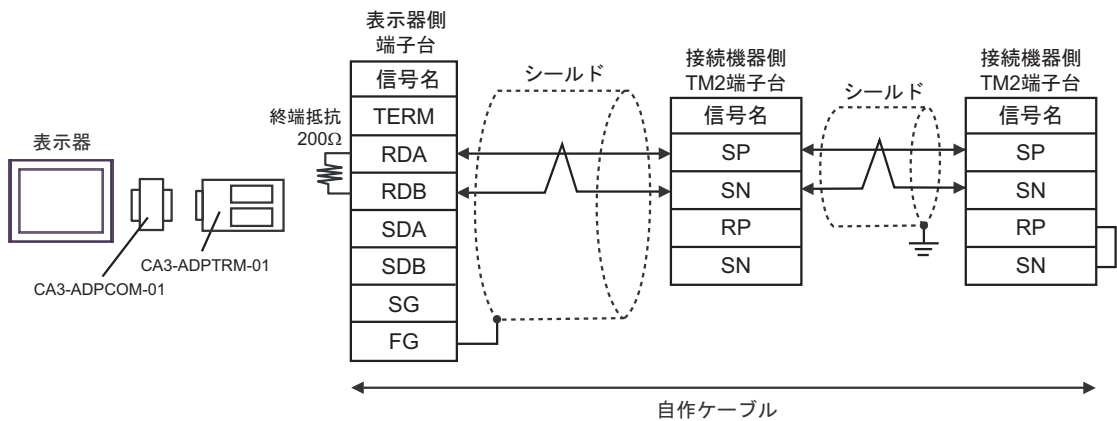 表示器
CA3-ADPCOM-01
CA3-ADPTRM-01
終端抵抗
200Ω
表示器側
端子台
信号名
TERM
RDA
RDB
SDA
SDB
SG
FG
シールド
接続機器側
TM2端子台
信号名
SP
SN
RP
SN
シールド
接続機器側
TM2端子台
信号名
SP
SN
RP
SN
自作ケーブル